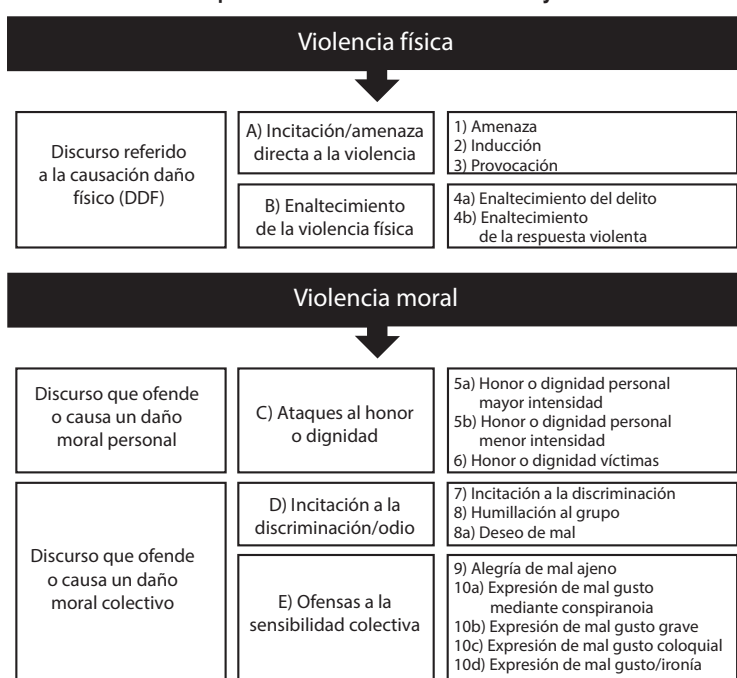 Violencia física
Discurso referido
a la causación daño
físico (DDF)
A) Incitación/amenaza
directa a la violencia
1) Amenaza
2) Inducción
3) Provocación
B) Enaltecimiento
de la violencia física
4a) Enaltecimiento del delito
4b) Enaltecimiento
de la respuesta violenta
Violencia moral
Discurso que ofende
o causa un daño
moral personal
C) Ataques al honor
o dignidad
5a) Honor o dignidad personal
mayor intensidad
5b) Honor o dignidad personal
menor intensidad
6) Honor o dignidad víctimas
Discurso que ofende
o causa un daño
moral colectivo
D) Incitación a la
discriminación/odio
7) Incitación a la discriminación
8) Humillación al grupo
8a) Deseo de mal
E) Ofensas a la
sensibilidad colectiva
9) Alegría de mal ajeno
10a) Expresión de mal gusto
mediante conspiranoia
10b) Expresión de mal gusto grave
10c) Expresión de mal gusto coloquial
10d) Expresión de mal gusto/ironía